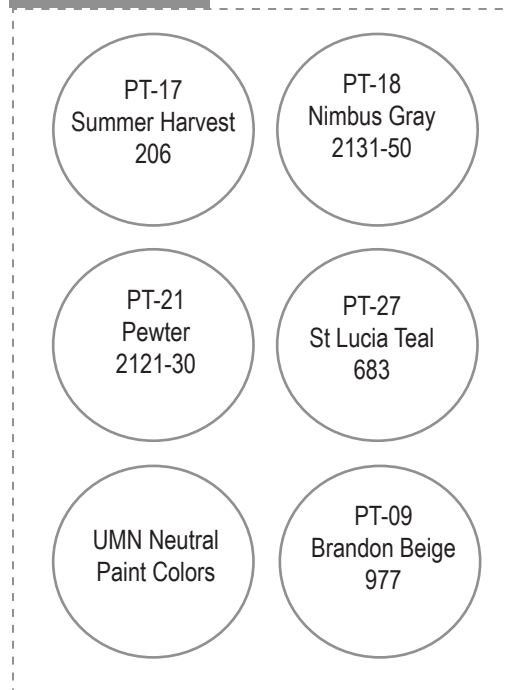 PT-17
Summer Harvest
206
PT-18
Nimbus Gray
2131-50
PT-21
Pewter
2121-30
PT-27
St Lucia Teal
683
UMN Neutral
Paint Colors
PT-09
Brandon Beige
977